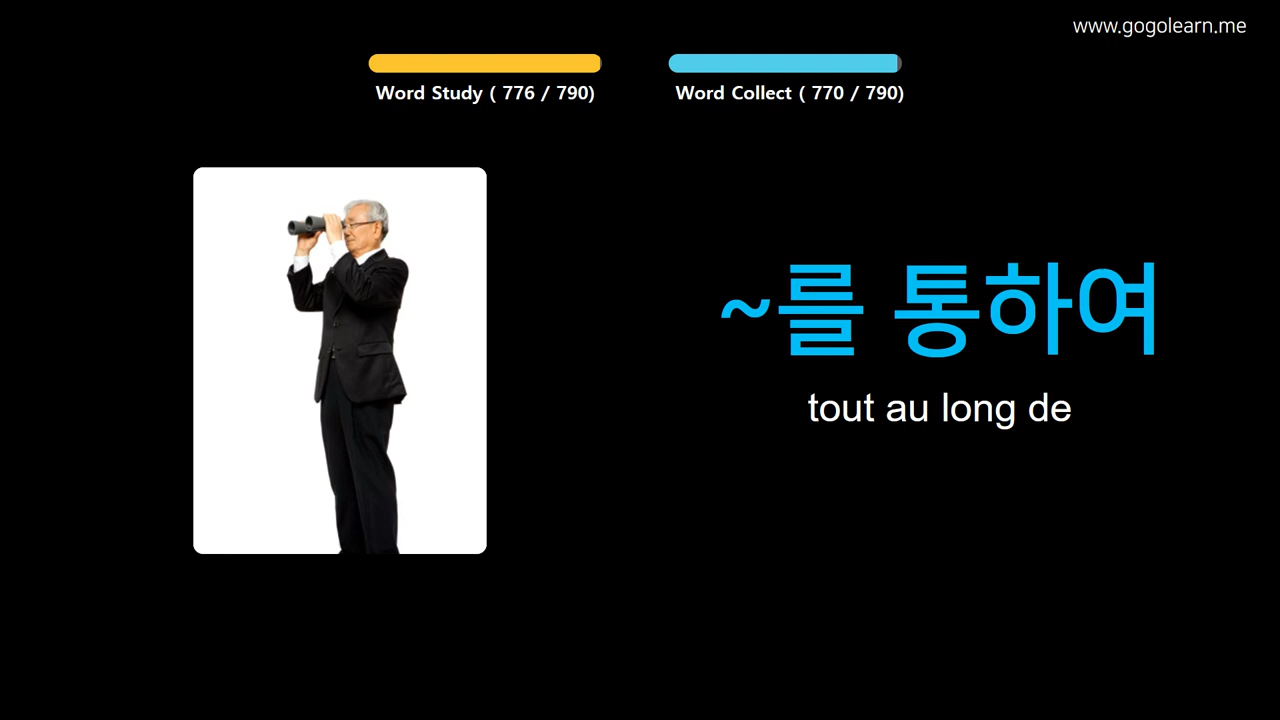 www.gogolearn.me
Word Study ( 776 / 790)
Word Collect ( 770 / 790)
~를 통하여
tout au long de